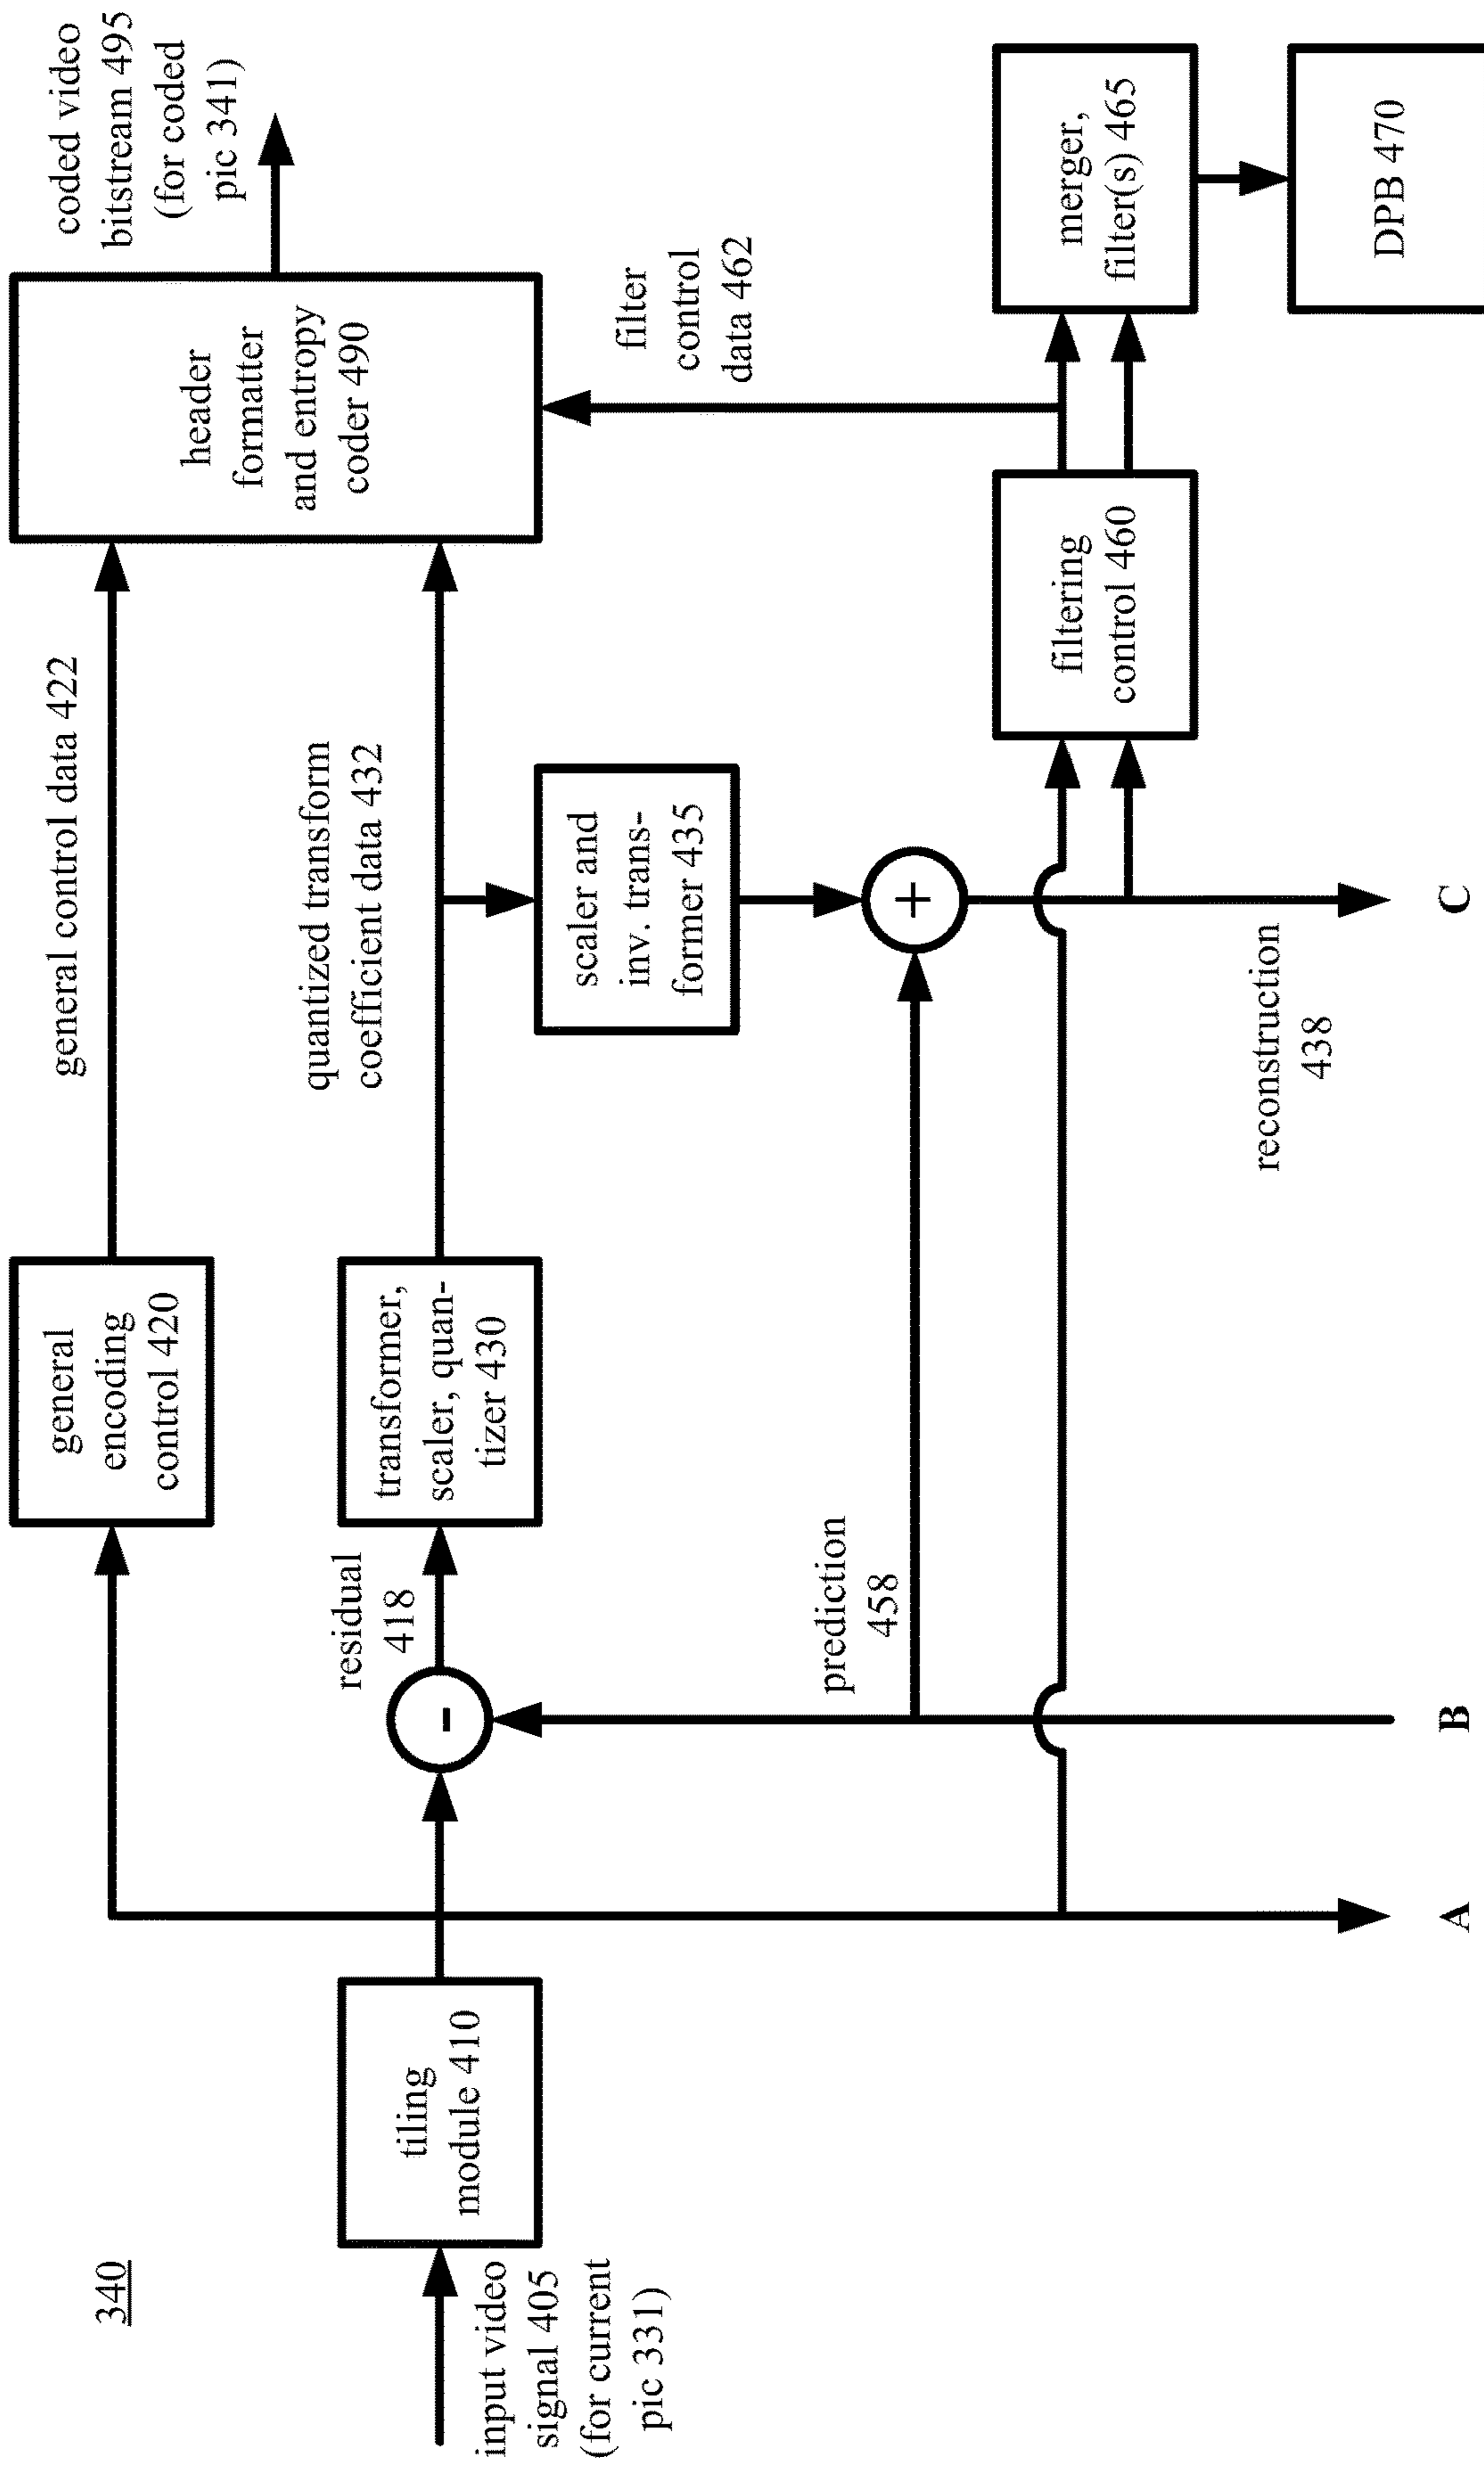 340
input video
signal 405
(for current
pic 331)
tiling
module 410
general
encoding
control 420
general control data 422
residual
418
-
transformer,
scaler, quan-
tizer 430
quantized transform
coefficient data 432
scaler and
inv. trans-
former 435
header
formatter
and entropy
coder 490
coded video
bitstream 495
(for coded
pic 341)
prediction
458
+
filter
control
data 462
filtering
control 460
merger,
filter(s) 465
DPB 470
reconstruction
438
A
B
C